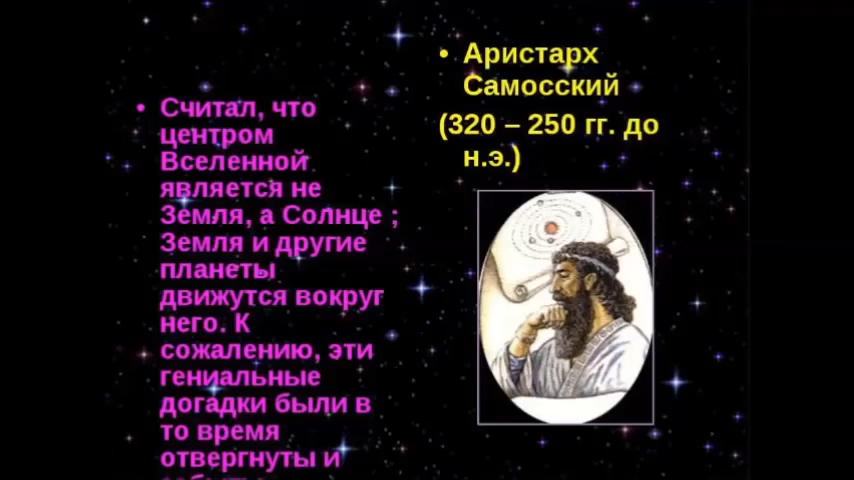 • Считал, что
центром
Вселенной
является не
Земля, а Солнце ;
Земля и другие
планеты
движутся вокруг
него. К
сожалению, эти
гениальные
догадки были в
то время
отвергнуты и
• Аристарх
Самосский
(320 – 250 гг. до
н.э.)